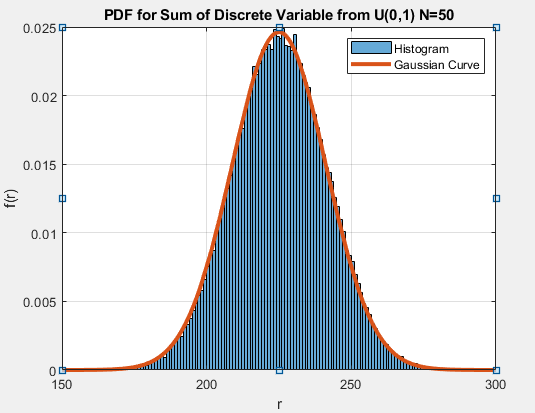 PDF for Sum of Discrete Variable from U(0,1) N=50
Histogram
Gaussian Curve
0.025
0.02
0.015
0.01
0.005
0
f(r)
150
200
250
300
r